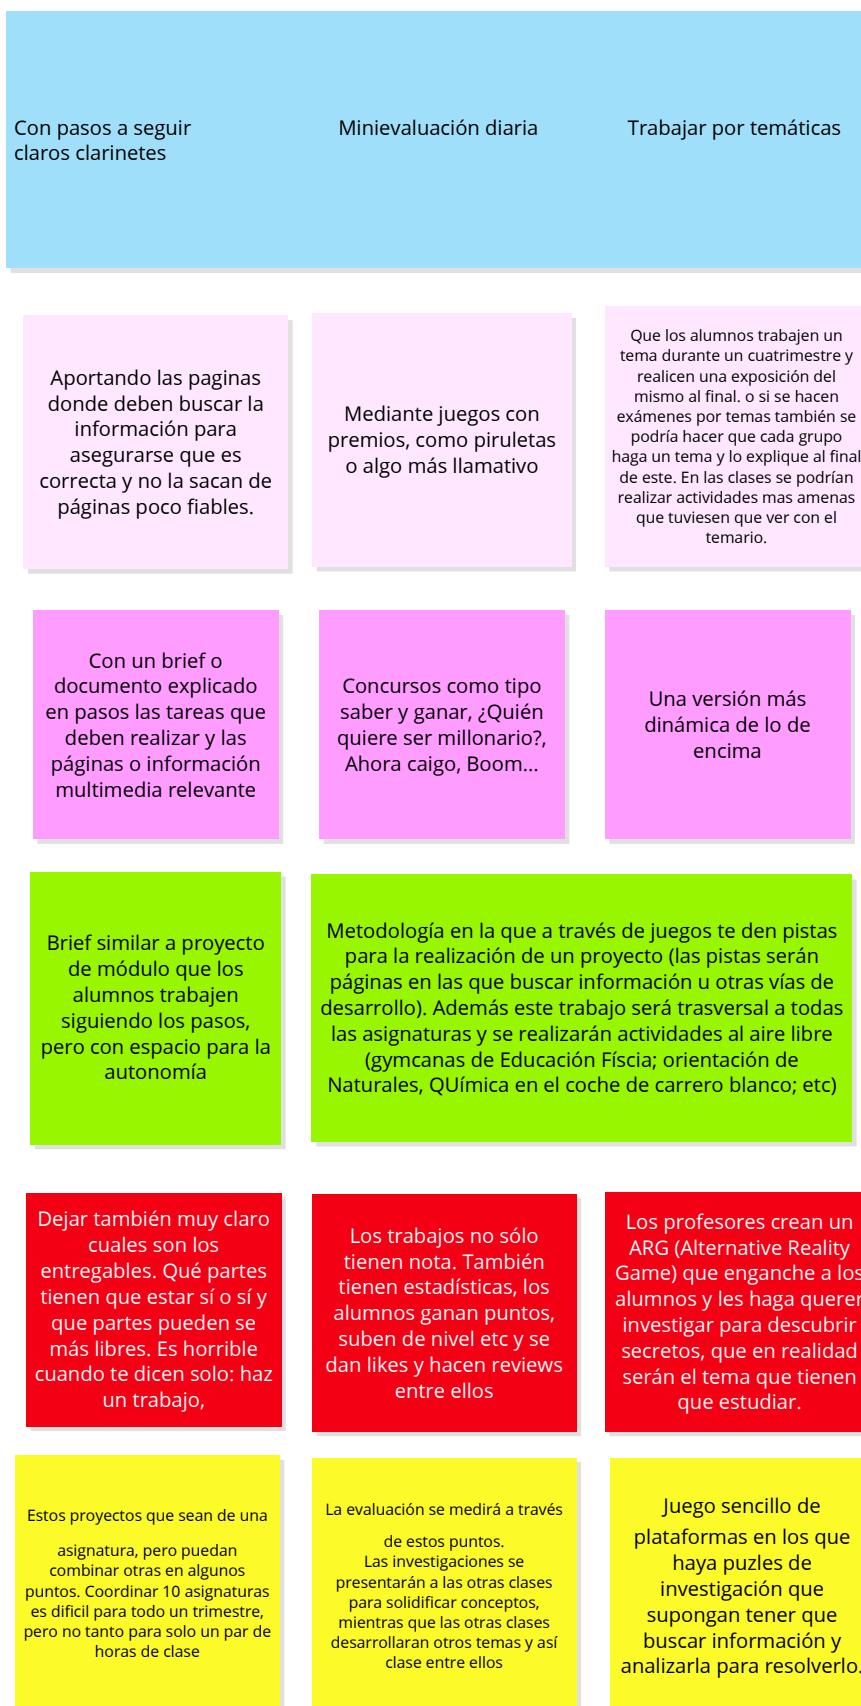 Con pasos a seguir
claros clarinetes
Minievaluación diaria
Trabajar por temáticas
Aportando las paginas
donde deben buscar la
información para
asegurarse que es
correcta y no la sacan de
páginas poco fiables.
Mediante juegos con
premios, como piruletas
o algo más llamativo
Que los alumnos trabajen un
tema durante un cuatrimestre y
realicen una exposición del
mismo al final. o si se hacen
exámenes por temas también se
podría hacer que cada grupo
haga un tema y lo explique al final
de este. En las clases se podrían
realizar actividades mas amenas
que tuviesen que ver con el
temario.
Con un brief o
documento explicado
en pasos las tareas que
deben realizar y las
páginas o información
multimedia relevante
Concursos como tipo
saber y ganar, ¿Quién
quiere ser millonario?,
Ahora caigo, Boom...
Una versión más
dinámica de lo de
encima
Brief similar a proyecto
de módulo que los
alumnos trabajen
siguiendo los pasos,
pero con espacio para la
autonomía
Metodología en la que a través de juegos te den pistas
para la realización de un proyecto (las pistas serán
páginas en las que buscar información u otras vías de
desarrollo). Además este trabajo será trasversal a todas
las asignaturas y se realizarán actividades al aire libre
(gymcanas de Educación Físcia; orientación de
Naturales, QUímica en el coche de carrero blanco; etc)
Dejar también muy claro
cuales son los
entregables. Qué partes
tienen que estar sí o sí y
que partes pueden se
más libres. Es horrible
cuando te dicen solo: haz
un trabajo,
Los trabajos no sólo
tienen nota. También
tienen estadísticas, los
alumnos ganan puntos,
suben de nivel etc y se
dan likes y hacen reviews
entre ellos
Los profesores crean un
ARG (Alternative Reality
Game) que enganche a los
alumnos y les haga querer
investigar para descubrir
secretos, que en realidad
serán el tema que tienen
que estudiar.
Estos proyectos que sean de una
asignatura, pero puedan
combinar otras en algunos
puntos. Coordinar 10 asignaturas
es dificil para todo un trimestre,
pero no tanto para solo un par de
horas de clase
La evaluación se medirá a través
de estos puntos.
Las investigaciones se
presentarán a las otras clases
para solidificar conceptos,
mientras que las otras clases
desarrollaran otros temas y así
clase entre ellos
Juego sencillo de
plataformas en los que
haya puzles de
investigación que
supongan tener que
buscar información y
analizarla para resolverlo.